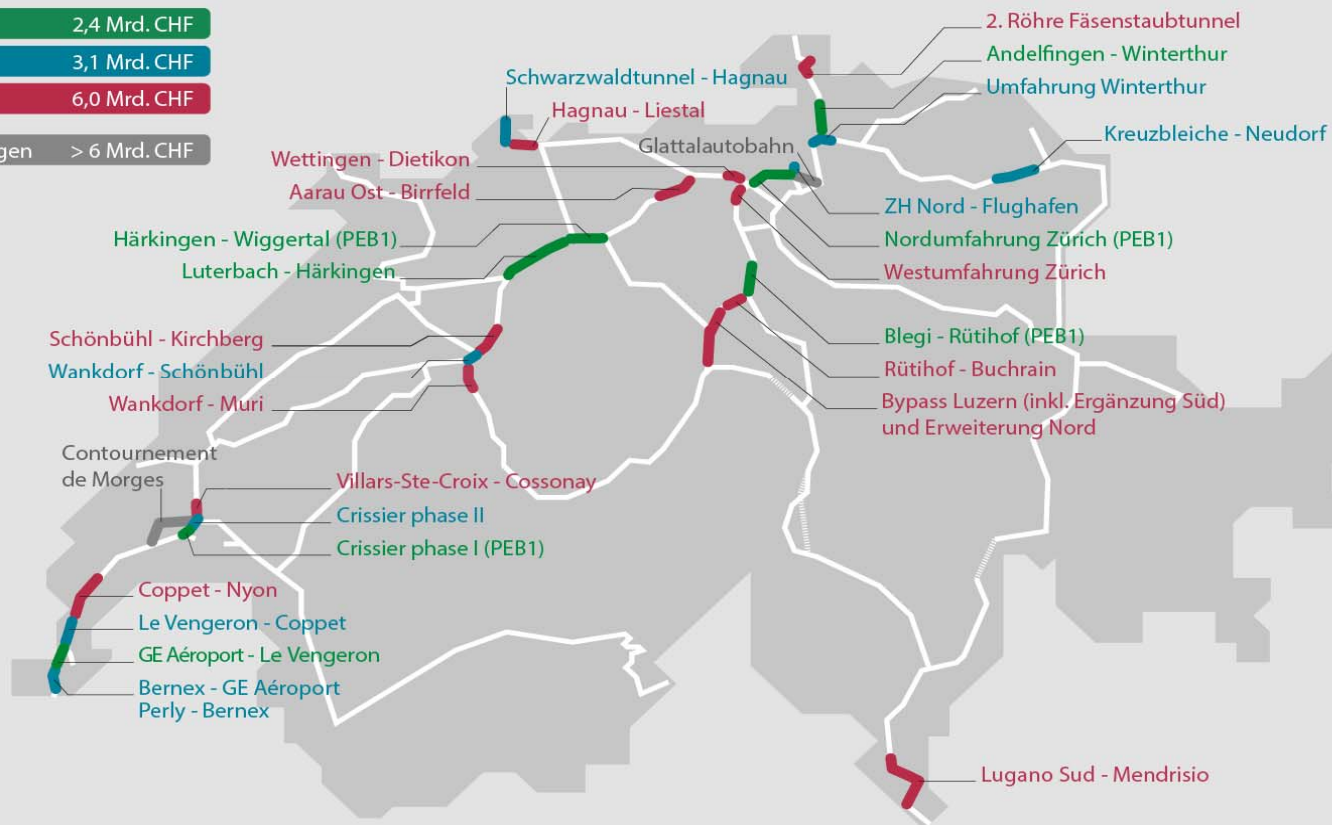 2,4 Mrd. CHF
3,1 Mrd. CHF
6,0 Mrd. CHF
> 6 Mrd. CHF
2. Röhre Fäsenstaubtunnel
Andelfingen - Winterthur
Umfahrung Winterthur
Schwarzwaldtunnel - Hagnau
Hagnau - Liestal
Glattalautobahn
Kreuzbleiche - Neudorf
Wettingen - Dietikon
Aarau Ost - Birrfeld
ZH Nord - Flughafen
Härkingen - Wiggertal (PEB1)
Nordumfahrung Zürich (PEB1)
Luterbach - Härkingen
Westumfahrung Zürich
Schönbühl - Kirchberg
Wankdorf - Schönbühl
Wankdorf - Muri
Blegi - Rütihof (PEB1)
Rütihof - Buchrain
Bypass Luzern (inkl. Ergänzung Süd)
und Erweiterung Nord
Contournement
de Morges
Villars-Ste-Croix - Cossonay
Crissier phase II
Crissier phase I (PEB1)
Coppet - Nyon
Le Vengeron - Coppet
GE Aéroport - Le Vengeron
Bernex - GE Aéroport
Perly - Bernex
Lugano Sud - Mendrisio